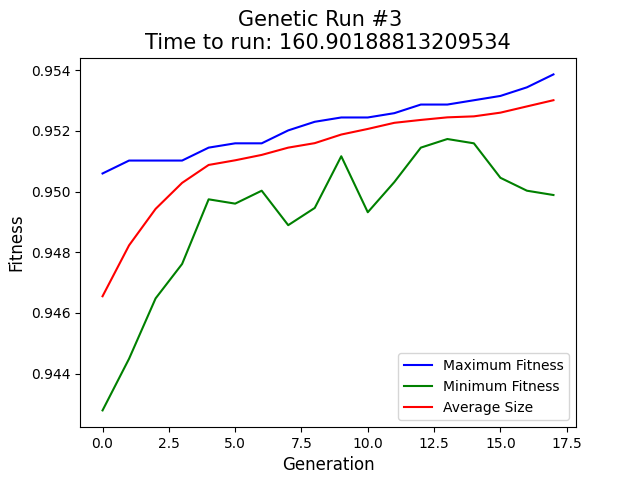 Genetic Run #3
Time to run: 160.90188813209534
Fitness
0.954
0.952
0.950
0.948
0.946
0.944
Maximum Fitness
Minimum Fitness
Average Size
0.0 2.5 5.0 7.5 10.0 12.5 15.0 17.5
Generation